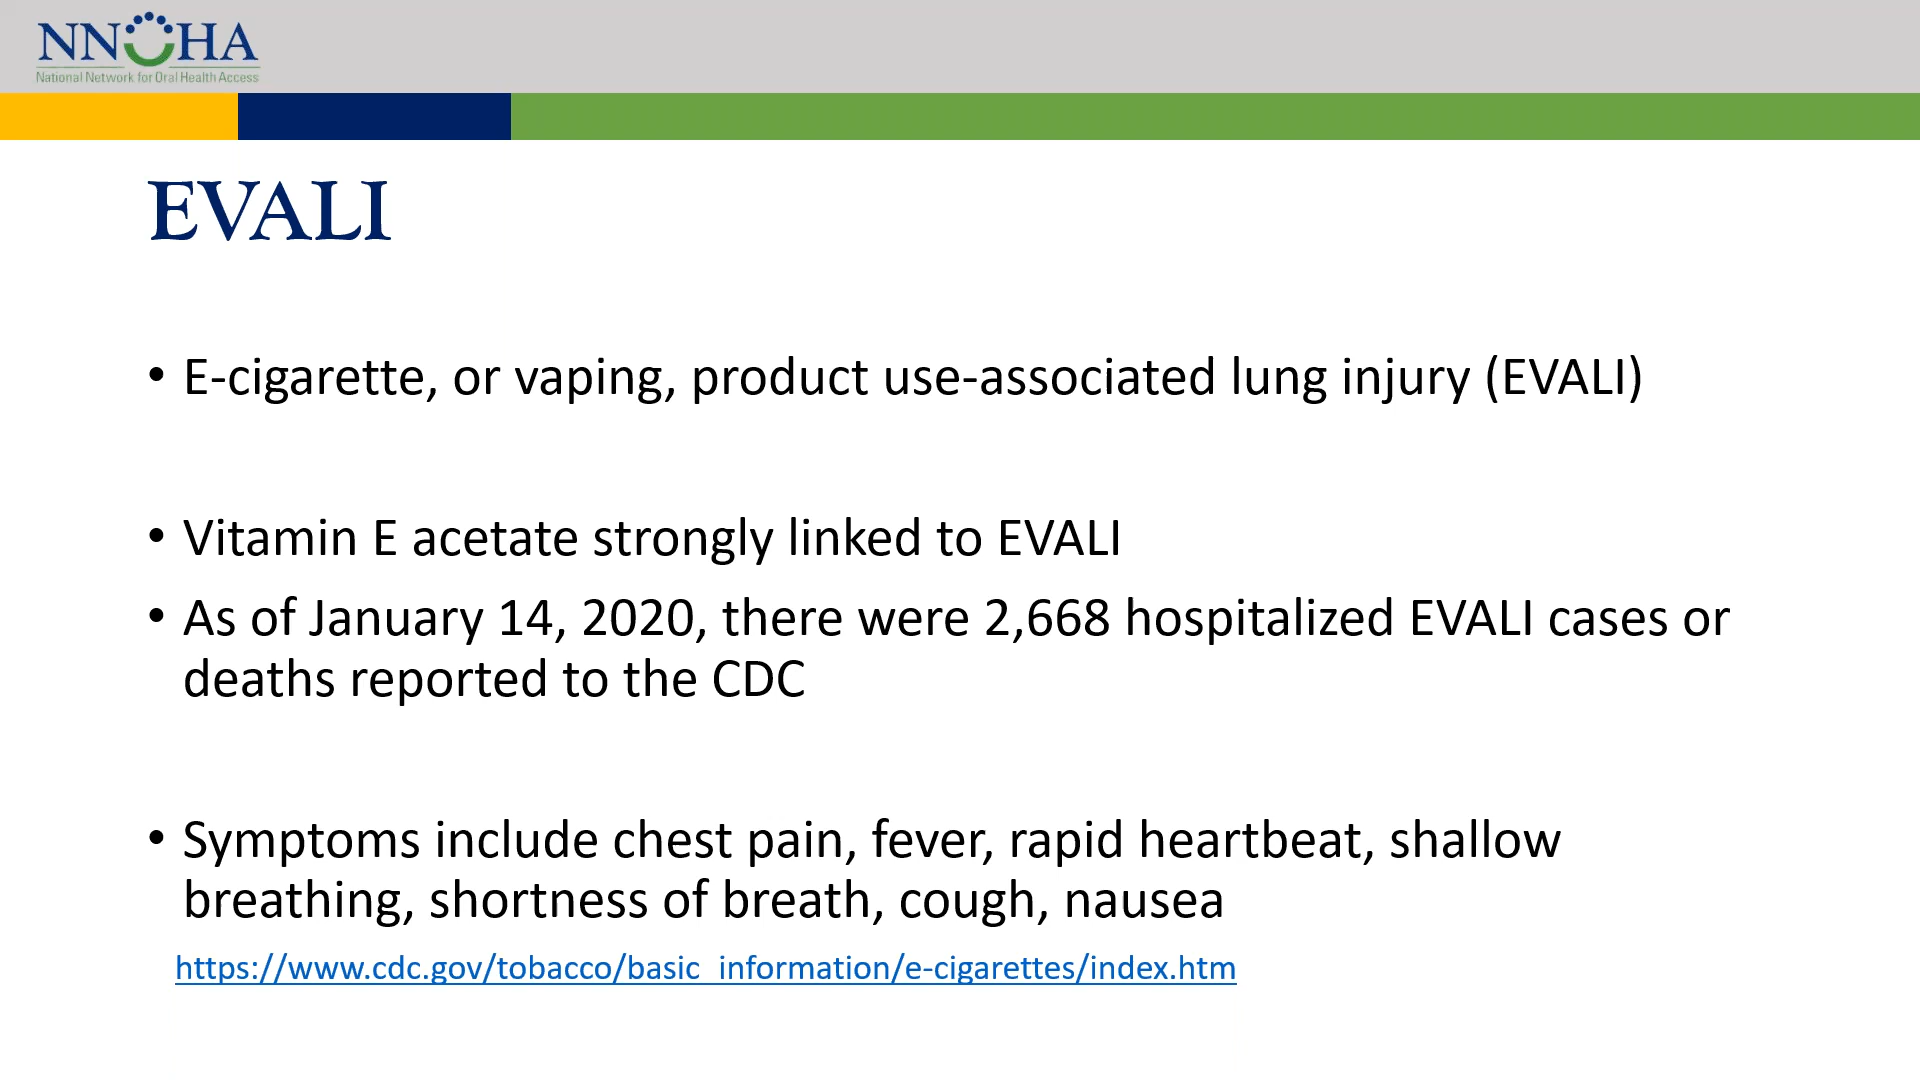 NNOHA
National Network for Oral Health Access
EVALI
• E-cigarette, or vaping, product use-associated lung injury (EVALI)
• Vitamin E acetate strongly linked to EVALI
• As of January 14, 2020, there were 2,668 hospitalized EVALI cases or
deaths reported to the CDC
• Symptoms include chest pain, fever, rapid heartbeat, shallow
breathing, shortness of breath, cough, nausea
https://www.cdc.gov/tobacco/basic_information/e-cigarettes/index.htm